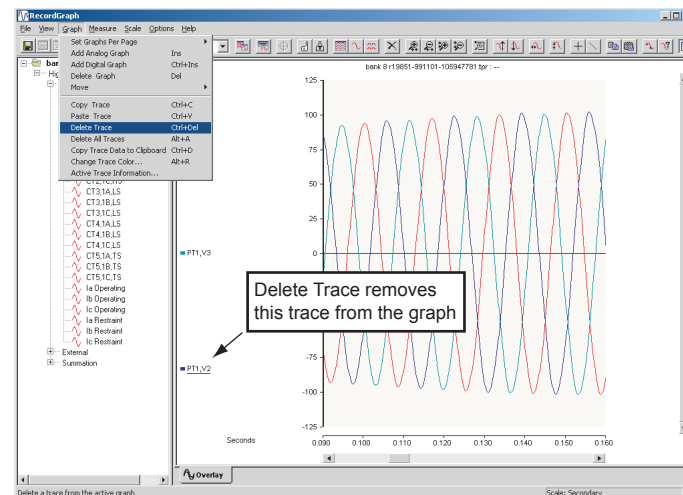 RecordGraph
File View Graph Measure Scale Options Help
Set Graphs Per Page
Add Analog Graph Ins
Add Digital Graph Ctrl+Ins
Delete Graph Del
Move
Copy Trace Ctrl+C
Paste Trace Ctrl+V
Delete Trace Ctrl+Del
Delete All Traces Alt+A
Copy Trace Data to Clipboard Ctrl+D
Change Trace Color... Alt+R
Active Trace Information...
CT3,1A,LS
CT3,1B,LS
CT3,1C,LS
CT4,1A,LS
CT4,1B,LS
CT4,1C,LS
CT5,1A,TS
CT5,1B,TS
CT5,1C,TS
Ia Operating
Ib Operating
Ic Operating
Ia Restraint
Ib Restraint
Ic Restraint
External
Summation
bank 8 r19851-991101-105947781.tpr : --
125
100
75
50
25
0
-75
-100
-125
PT1,V3
PT1,V2
Delete Trace removes
this trace from the graph
Seconds
0.090 0.100 0.110 0.120 0.130 0.140 0.150 0.160
Overlay
Delete a trace from the active graph
Scale: Secondary